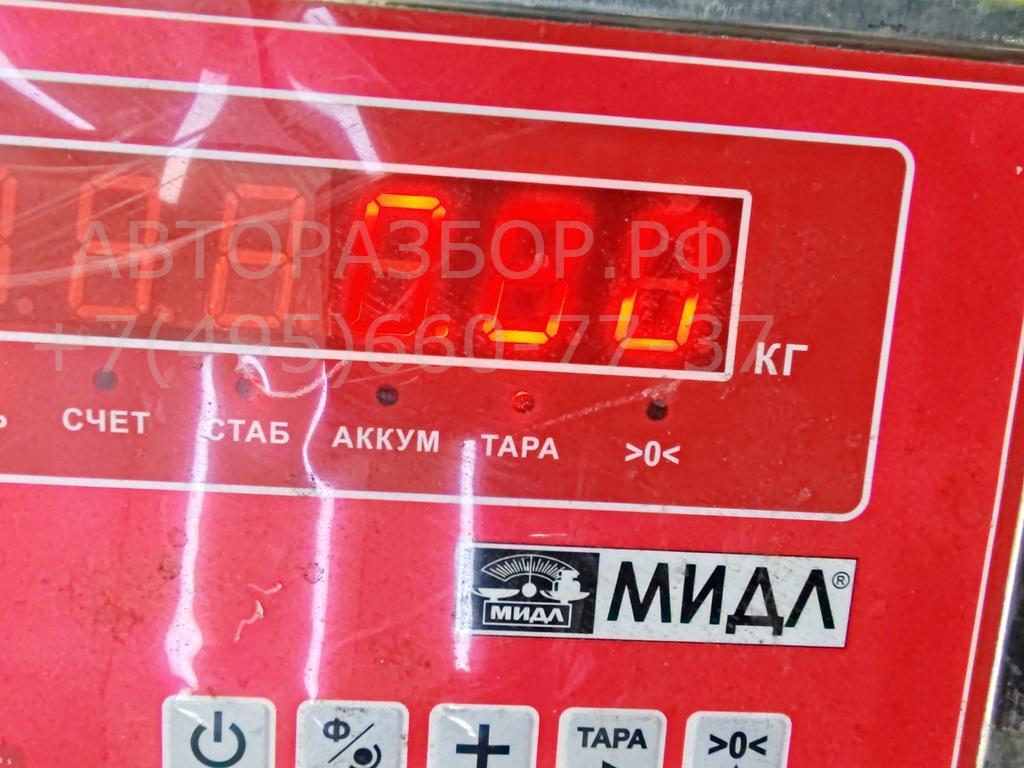 АВТОРАЗБОР.РФ
+7(495)660-77-37
КГ
СЧЕТ СТАБ АККУМ ТАРА >0<
МИДЛ МИДЛ®
Ф ТАРА >0<